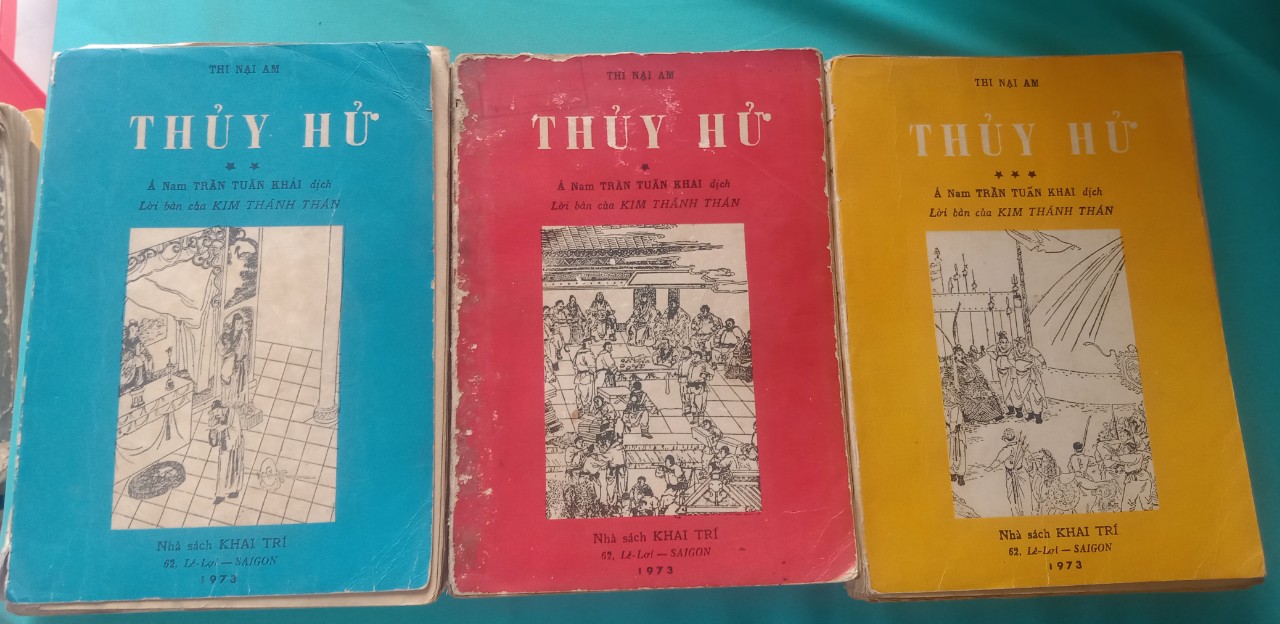 THI NẠI AM
THỦY HỬ
★ ★
Á Nam TRẦN TUẤN KHẢI dịch
Lời bàn của KIM THÁNH THÁN
Nhà sách KHAI TRÍ
62, Lê-Lợi — SAIGON
1973
THI NẠI AM
THỦY HỬ
★
Á Nam TRẦN TUẤN KHẢI dịch
Lời bàn của KIM THÁNH THÁN
Nhà sách KHAI TRÍ
62, Lê-Lợi — SAIGON
1973
THI NẠI AM
THỦY HỬ
★ ★ ★
Á Nam TRẦN TUẤN KHẢI dịch
Lời bàn của KIM THÁNH THÁN
Nhà sách KHAI TRÍ
62, Lê-Lợi — SAIGON
1973